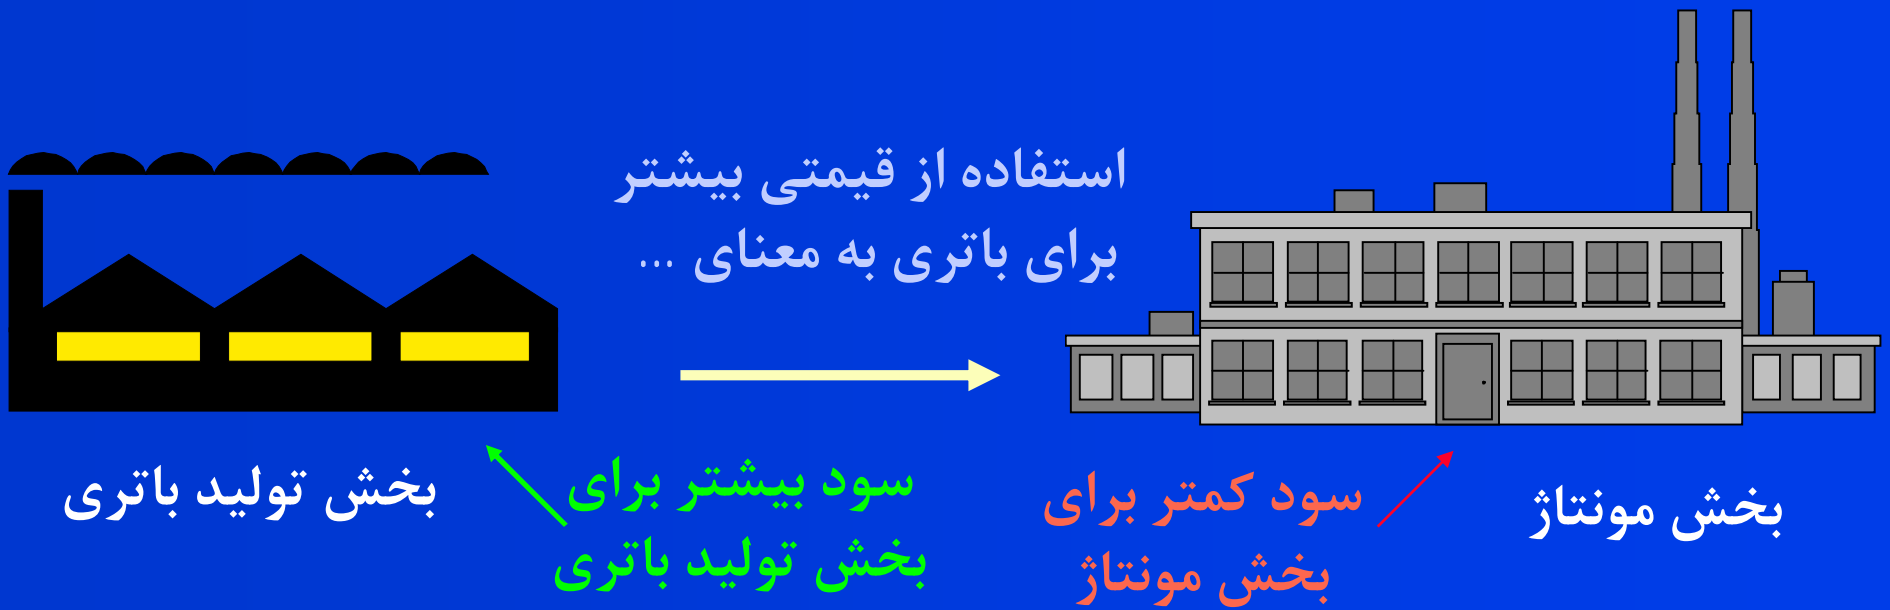 استفاده از قیمتی بیشتر
برای باتری به معنای ...
بخش مونتاژ
سود کمتر برای
بخش مونتاژ
سود بیشتر برای
بخش تولید باتری
بخش تولید باتری